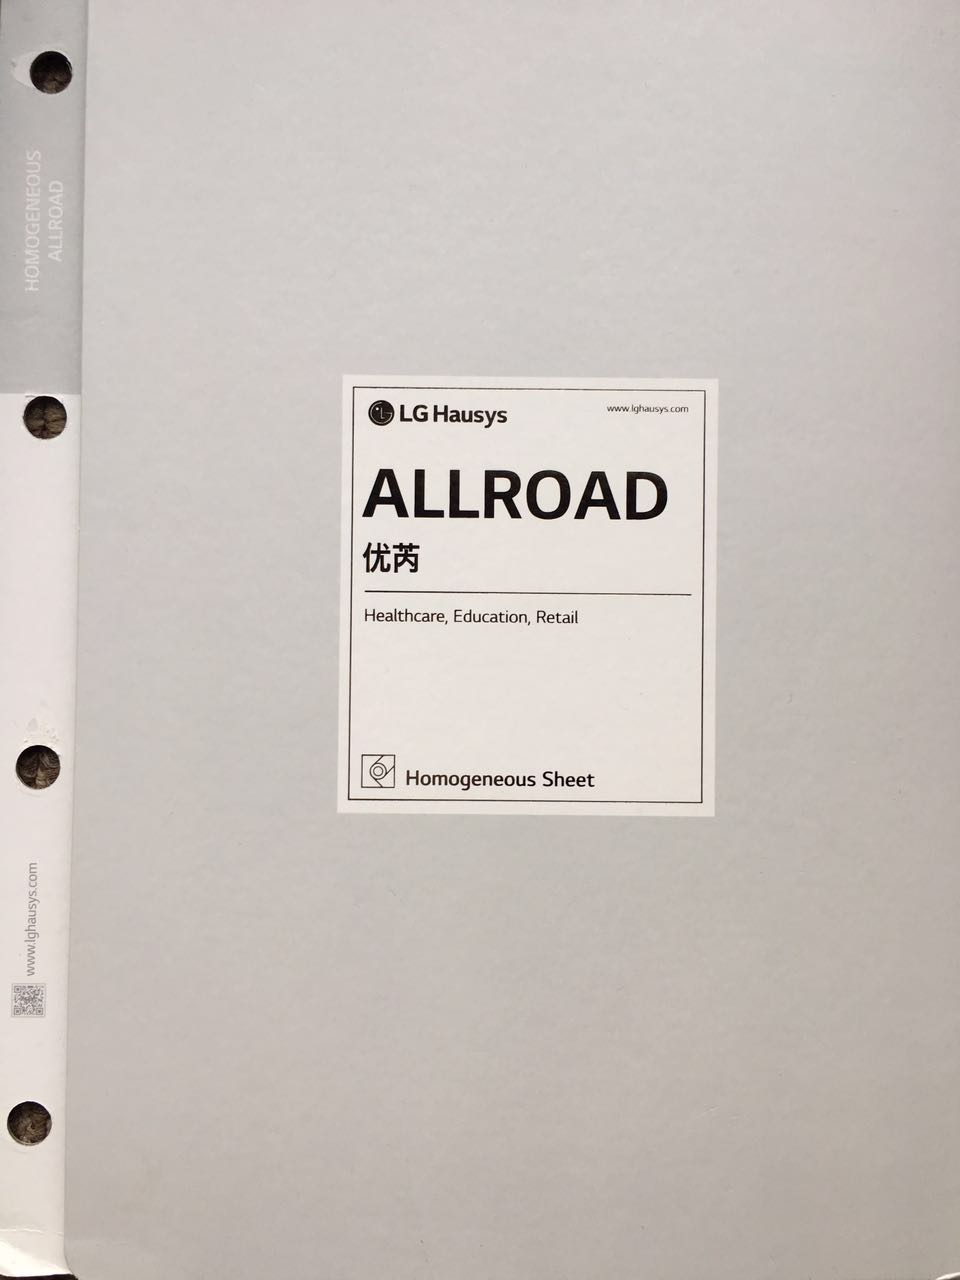 HOMOGENEOUS
ALLROAD
LG Hausys
www.lghausys.com
ALLROAD
优芮
Healthcare, Education, Retail
Homogeneous Sheet
www.lghausys.com